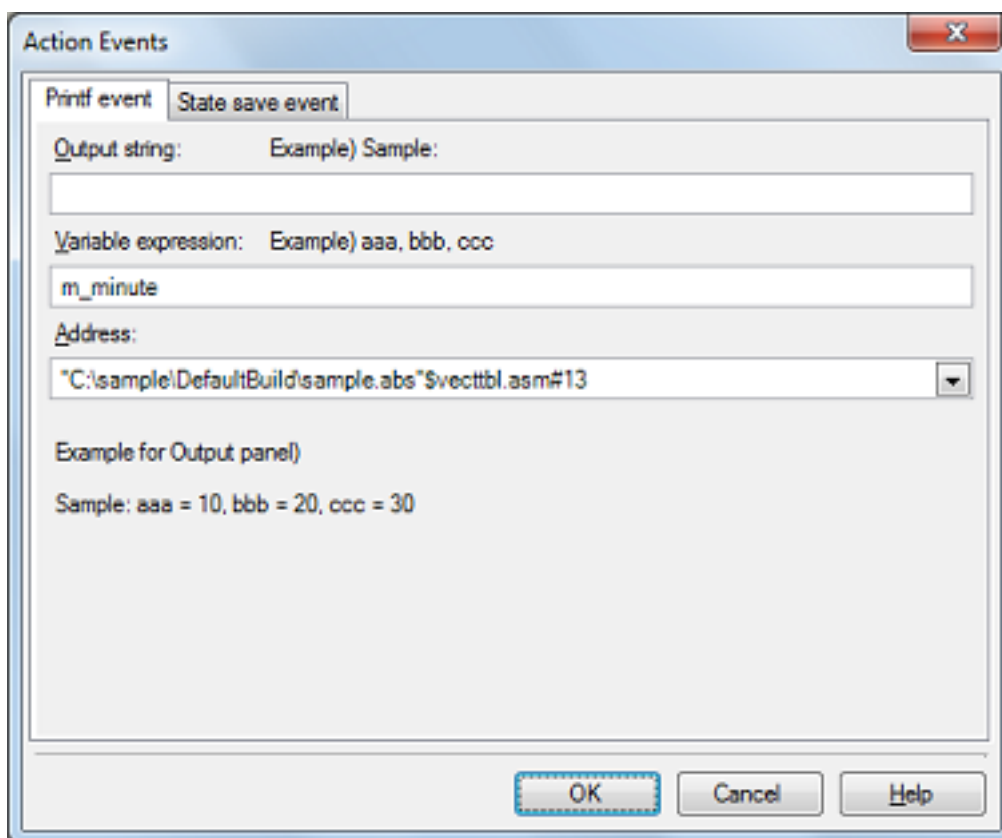 Action Events
Printf event State save event
Output string: Example) Sample:
Variable expression: Example) aaa, bbb, ccc
m_minute
Address:
"C:\sample\DefaultBuild\sample.abs"$vecttbl.asm#13
Example for Output panel)
Sample: aaa = 10, bbb = 20, ccc = 30
OK Cancel Help